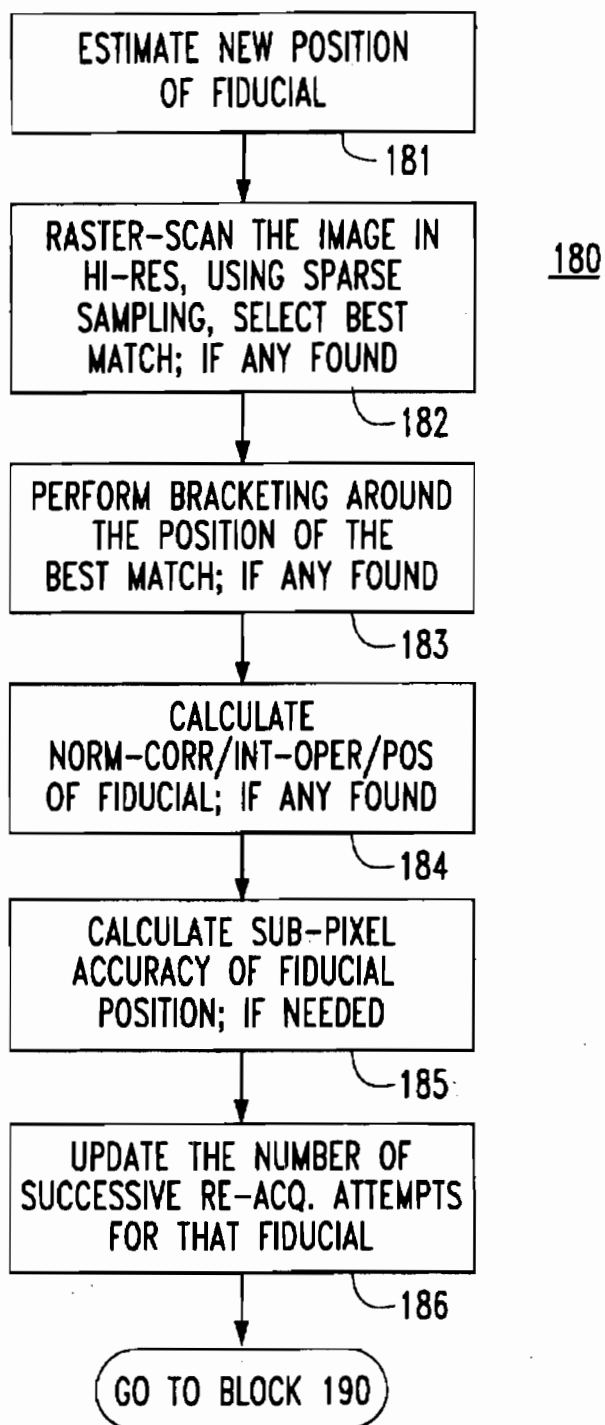 ESTIMATE NEW POSITION
OF FIDUCIAL
181
RASTER-SCAN THE IMAGE IN
HI-RES, USING SPARSE
SAMPLING, SELECT BEST
MATCH; IF ANY FOUND
180
182
PERFORM BRACKETING AROUND
THE POSITION OF THE
BEST MATCH; IF ANY FOUND
183
CALCULATE
NORM-CORR/INT-OPER/POS
OF FIDUCIAL; IF ANY FOUND
184
CALCULATE SUB-PIXEL
ACCURACY OF FIDUCIAL
POSITION; IF NEEDED
185
UPDATE THE NUMBER OF
SUCCESSIVE RE-ACQ. ATTEMPTS
FOR THAT FIDUCIAL
186
GO TO BLOCK 190